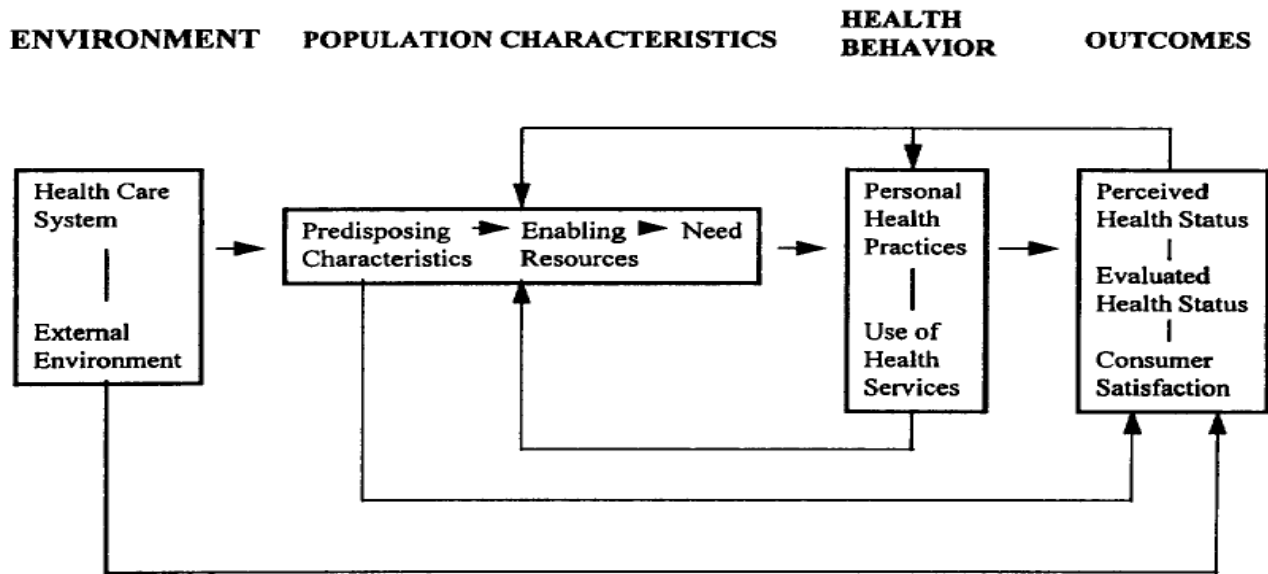 ENVIRONMENT
POPULATION CHARACTERISTICS
HEALTH
BEHAVIOR
OUTCOMES
Health Care
System
External
Environment
Predisposing
Characteristics
Enabling
Resources
Need
Personal
Health
Practices
Use of
Health
Services
Perceived
Health Status
Evaluated
Health Status
Consumer
Satisfaction